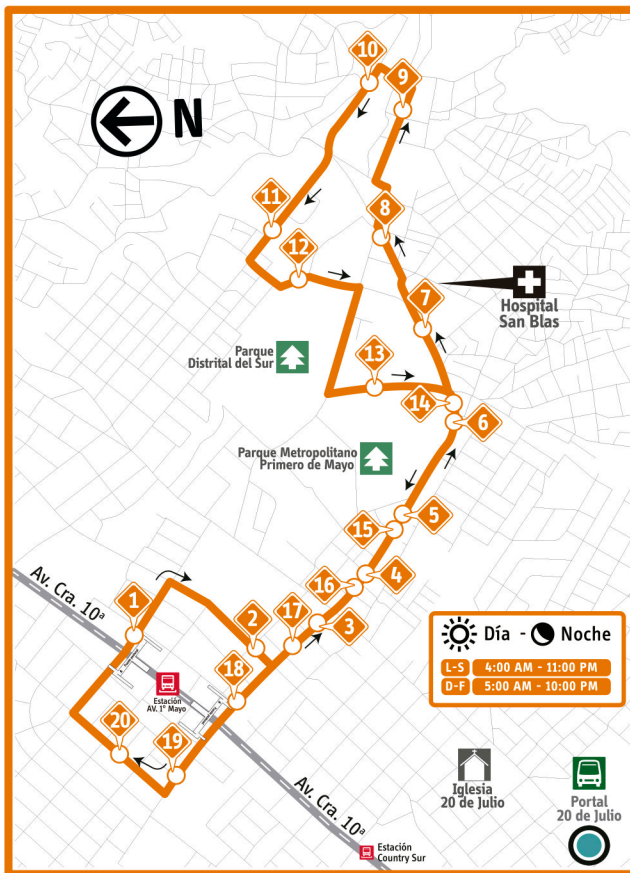 10
9
N
11
8
12
7
Hospital
San Blas
Parque
Distrital del Sur
13
14
6
Parque Metropolitano
Primero de Mayo
5
15
4
16
Av. Cra. 10ª
1
2
17
3
Día - Noche
L-S 4:00 AM - 11:00 PM
D-F 5:00 AM - 10:00 PM
18
Estación
AV. 1º Mayo
20
19
Iglesia
20 de Julio
Portal
20 de Julio
Av. Cra. 10ª
Estación
Country Sur